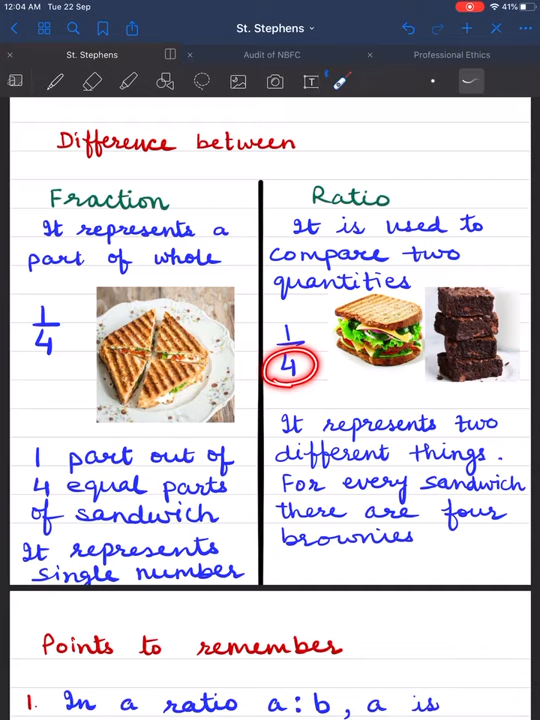 12:04 AM Tue 22 Sep
41%
St. Stephens
St. Stephens
Audit of NBFC
Professional Ethics
T
Difference between
Fraction
It represents a
part of whole
1
4
1 part out of
4 equal parts
of sandwich
It represents
single number
Ratio
It is used to
compare two
quantities
1
4
It represents two
different things.
For every sandwich
there are four
brownies
Points to remember
1. In a ratio a:b, a is